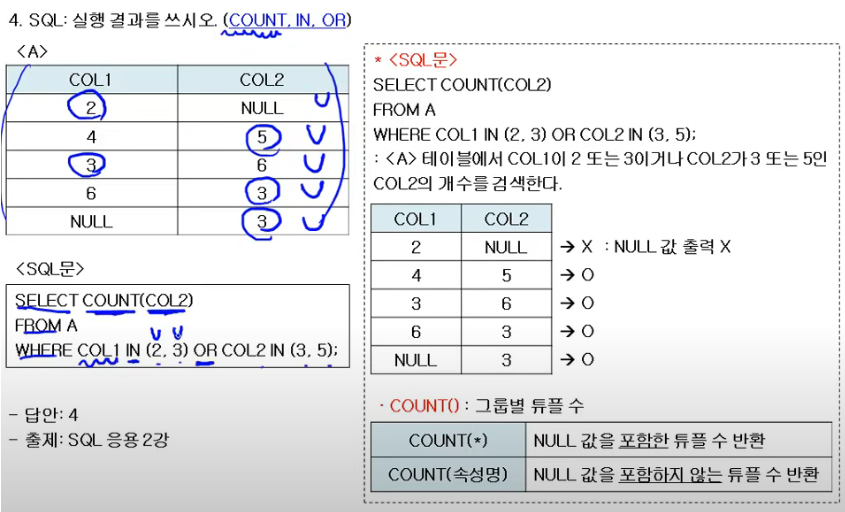 4. SQL: 실행 결과를 쓰시오. (COUNT, IN, OR)
<A>
COL1 COL2
2 NULL
4 5
3 6
6 3
NULL 3
<SQL문>
SELECT COUNT(COL2)
FROM A
WHERE COL1 IN (2, 3) OR COL2 IN (3, 5);
- 답안: 4
- 출제: SQL 응용 2강
* <SQL문>
SELECT COUNT(COL2)
FROM A
WHERE COL1 IN (2, 3) OR COL2 IN (3, 5);
: <A> 테이블에서 COL1이 2 또는 3이거나 COL2가 3 또는 5인
COL2의 개수를 검색한다.
COL1 COL2
2 NULL → X : NULL 값 출력 X
4 5 → O
3 6 → O
6 3 → O
NULL 3 → O
· COUNT() : 그룹별 튜플 수
COUNT(*) NULL 값을 포함한 튜플 수 반환
COUNT(속성명) NULL 값을 포함하지 않는 튜플 수 반환